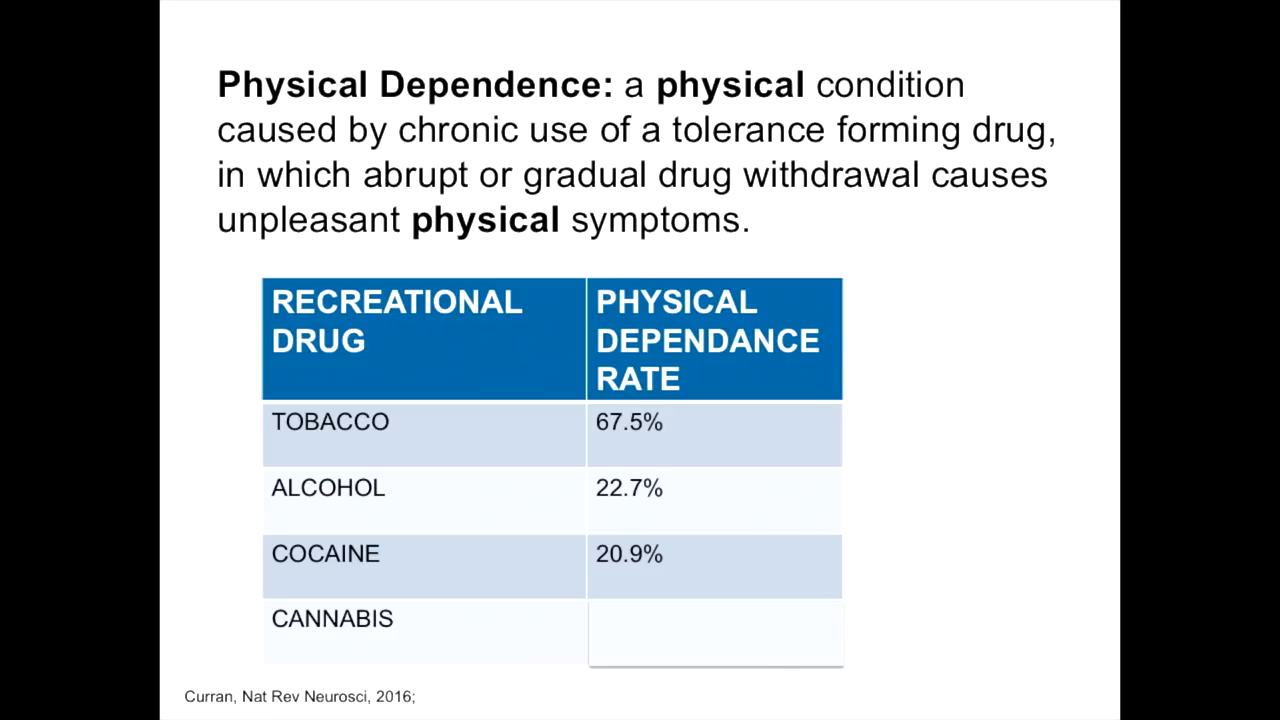 Physical Dependence: a physical condition
caused by chronic use of a tolerance forming drug,
in which abrupt or gradual drug withdrawal causes
unpleasant physical symptoms.
RECREATIONAL
DRUG
PHYSICAL
DEPENDANCE
RATE
TOBACCO
67.5%
ALCOHOL
22.7%
COCAINE
20.9%
CANNABIS
Curran, Nat Rev Neurosci, 2016;